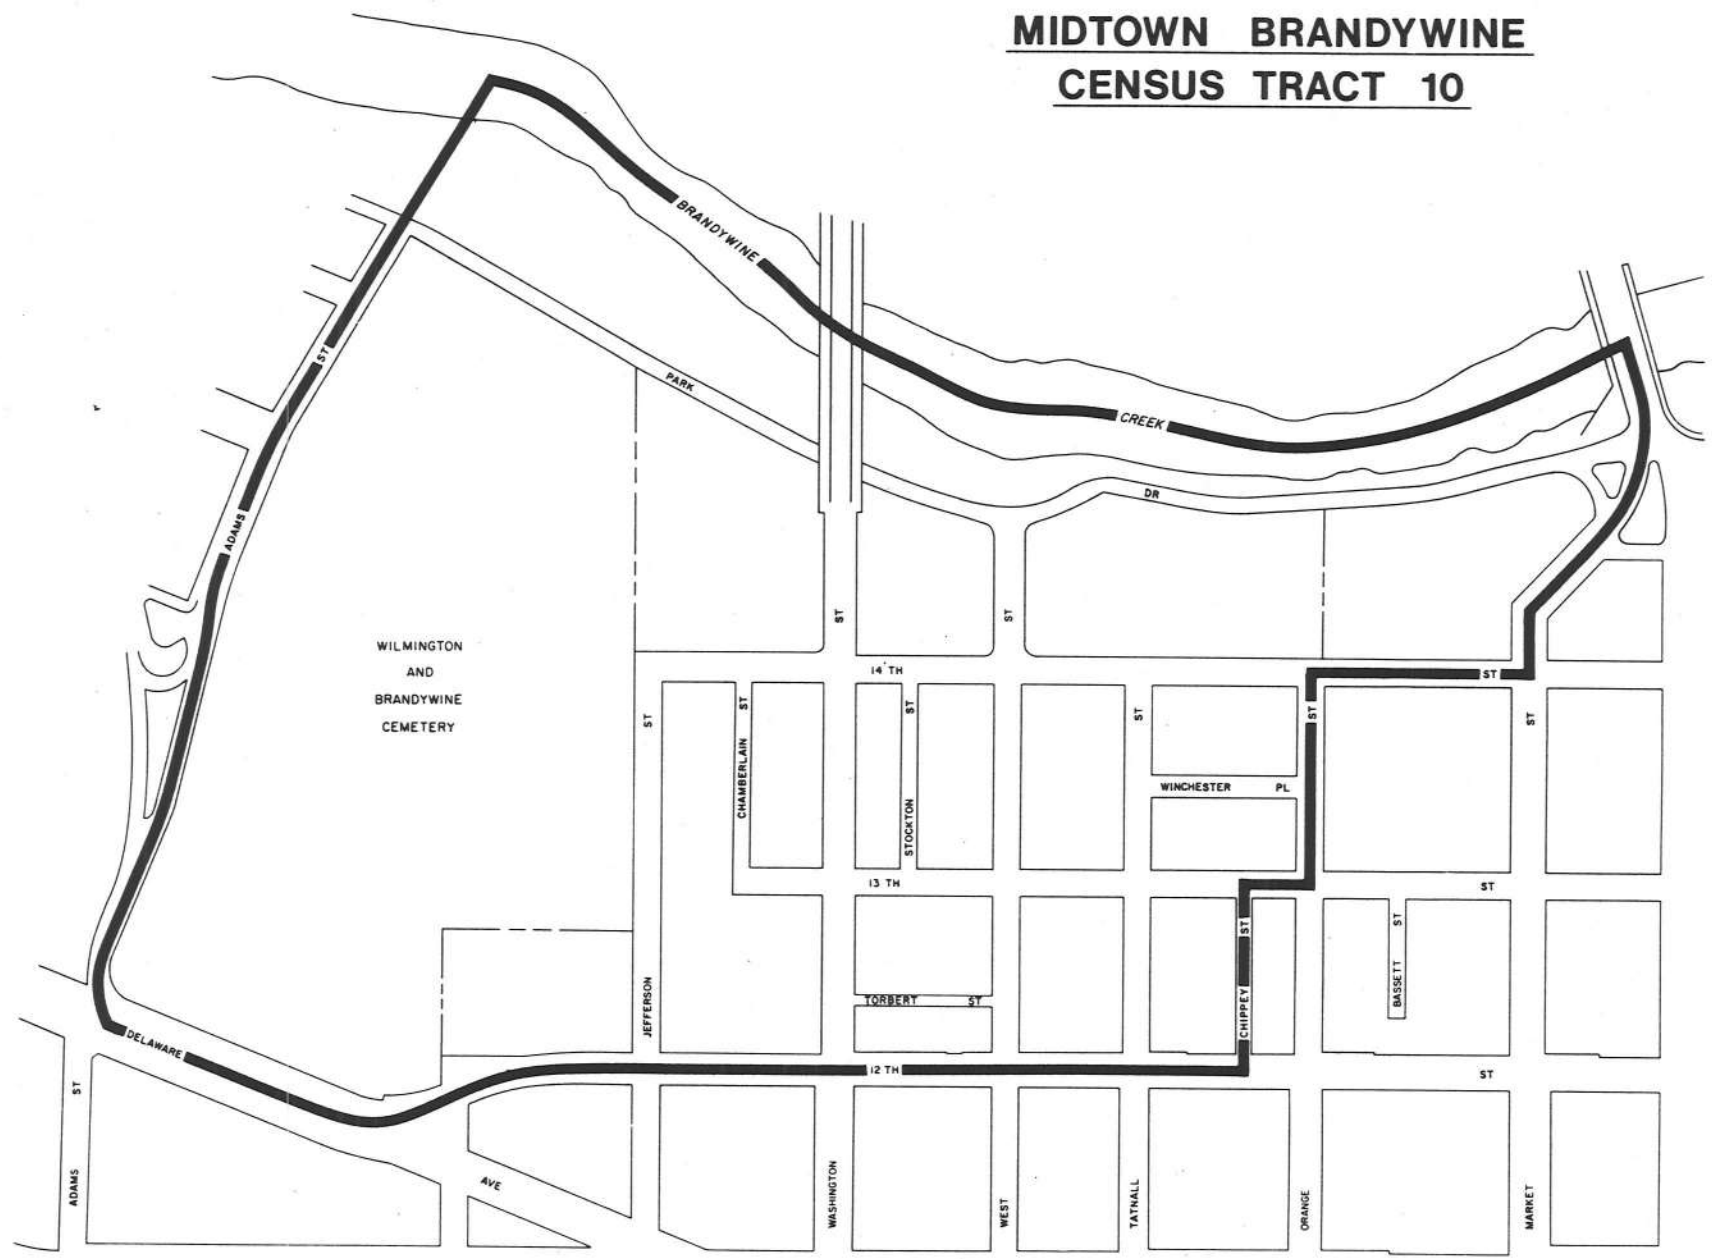 MIDTOWN BRANDYWINE
CENSUS TRACT 10
BRANDYWINE
CREEK
ST
ADAMS
PARK
DR
ST
ST
WILMINGTON
AND
BRANDYWINE
CEMETERY
14 TH
ST
ST
ST
ST
ST
ST
ST
CHAMBERLAIN
STOCKTON
WINCHESTER PL
13 TH
ST
ST
ST
JEFFERSON
TORBERT ST
CHIPPEY
BASSETT
DELAWARE
12 TH
ST
ST
ADAMS
AVE
WASHINGTON
WEST
TATNALL
ORANGE
MARKET